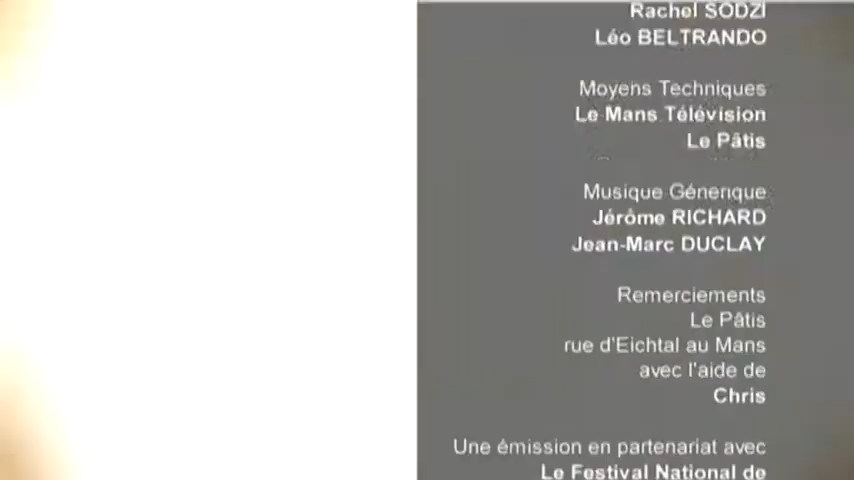 Rachel SODZI
Léo BELTRANDO
Moyens Techniques
Le Mans Télévision
Le Pâtis
Musique Générique
Jérôme RICHARD
Jean-Marc DUCLAY
Remerciements
Le Pâtis
rue d'Eichtal au Mans
avec l'aide de
Chris
Une émission en partenariat avec
Le Festival National de